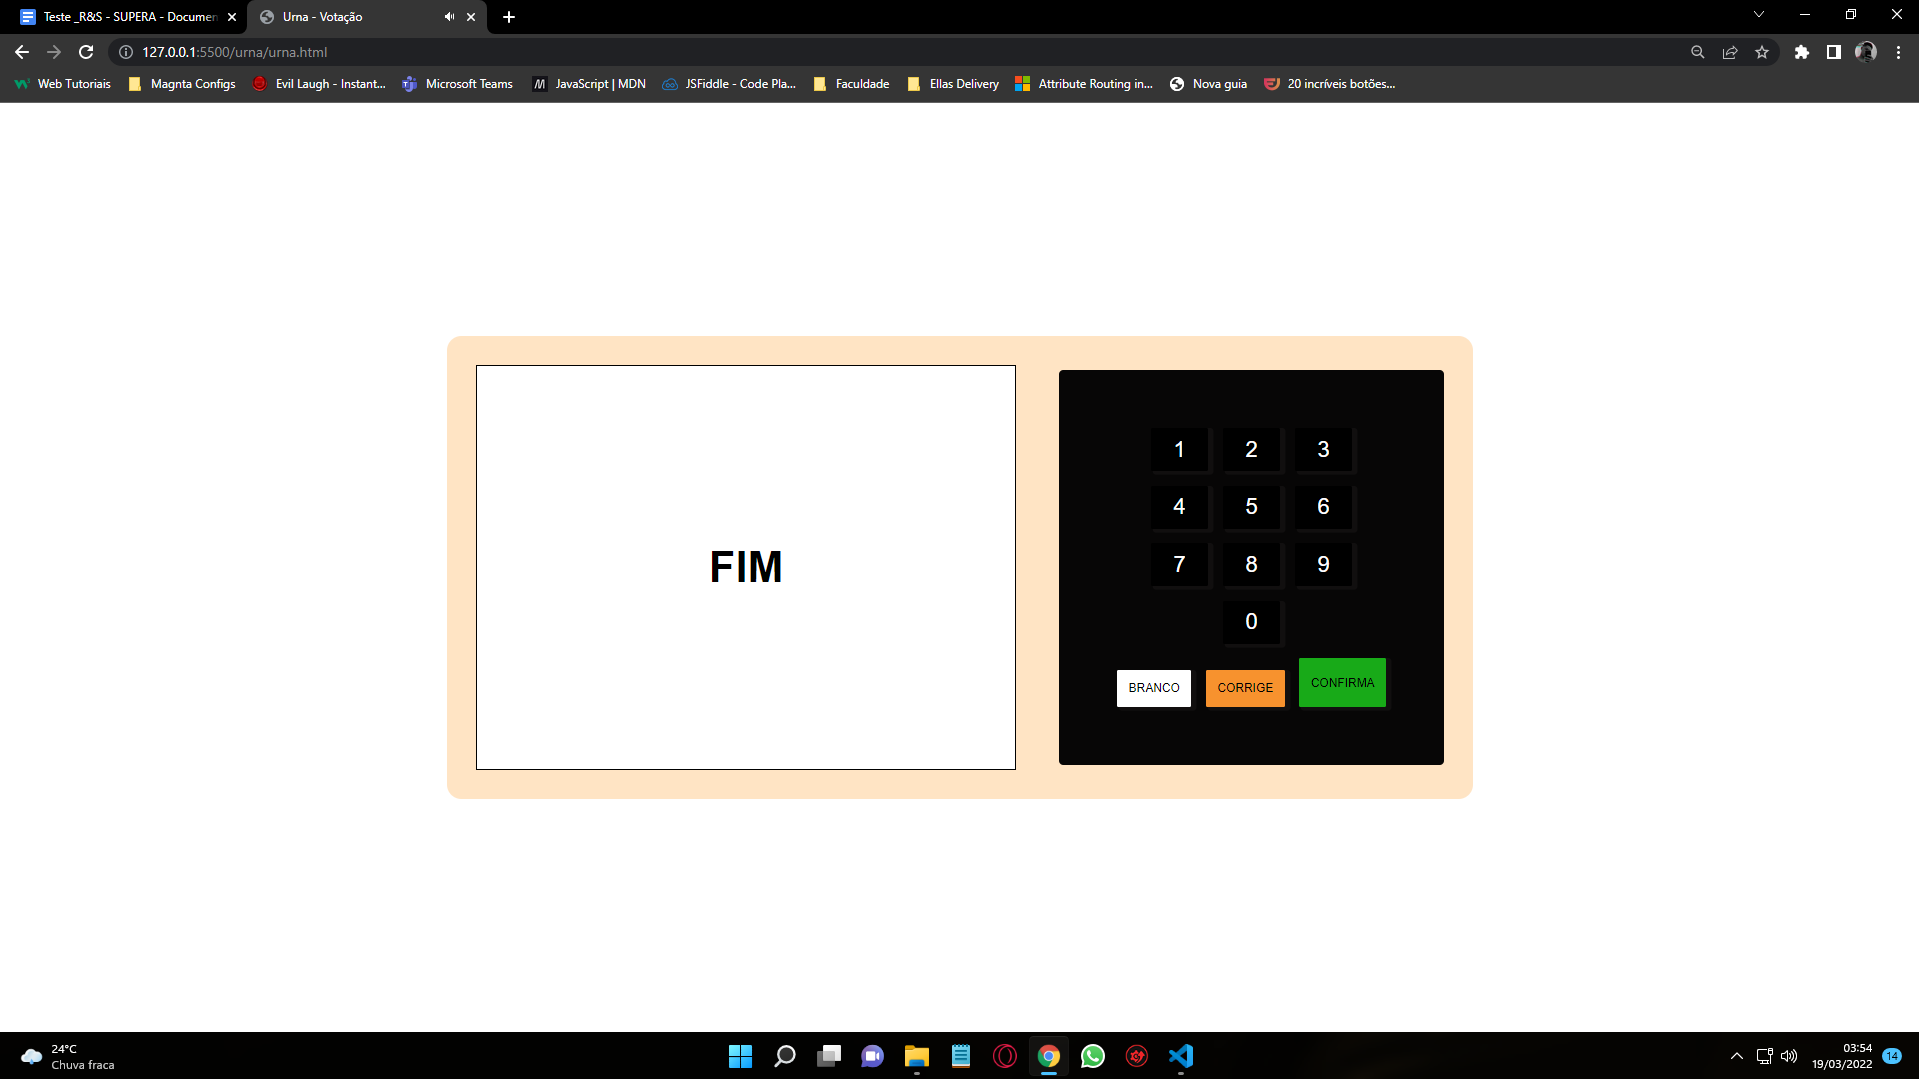 Teste _R&S - SUPERA - Documen
Urna - Votação
127.0.0.1:5500/urna/urna.html
Web Tutoriais
Magnta Configs
Evil Laugh - Instant...
Microsoft Teams
JavaScript | MDN
JSFiddle - Code Pla...
Faculdade
Ellas Delivery
Attribute Routing in...
Nova guia
20 incríveis botões...
FIM
1 2 3
4 5 6
7 8 9
0
BRANCO CORRIGE CONFIRMA
24°C
Chuva fraca
03:54
19/03/2022
14